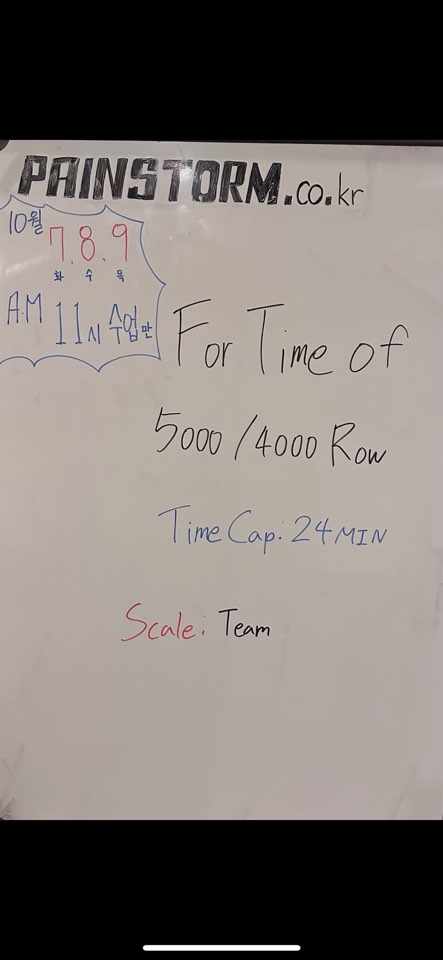 PAINSTORM.co.kr
10월
7.8.9
화 수 목
AM 11시 수업만
For Time of
5000/4000 Row
Time Cap: 24MIN
Scale: Team